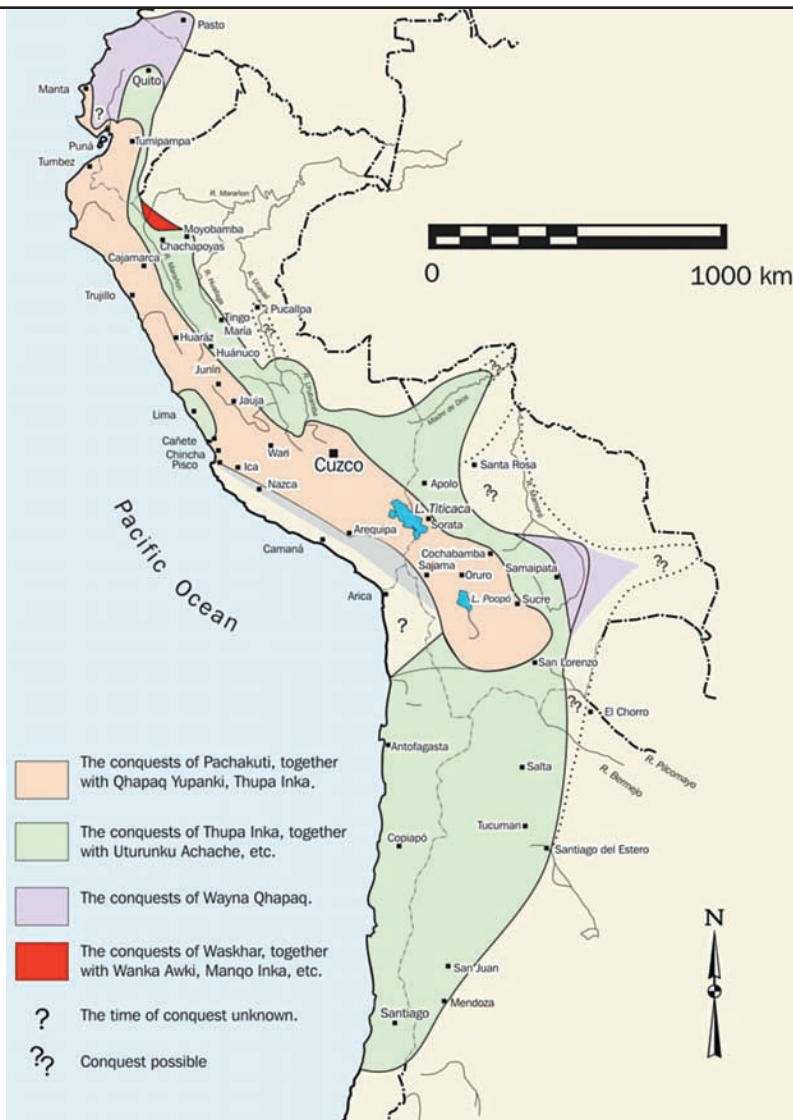 Pasto
Quito
Manta
?
Puná
Tumipampa
Tumbez
R. Marañon
Moyobamba
Chachapoyas
Cajamarca
R. Marañon
R. Huallaga
R. Ucayali
Trujillo
Pucallpa
Tingo
María
??
Huaráz
Huánuco
Junín
R. Urubamba
Jauja
Lima
Cañete
Chincha
Pisco
Wari
Ica
Cuzco
Nazca
0
1000 km
??
Madre de Dios
Santa Rosa
??
Apolo
R. Mamoré
L. Titicaca
Sorata
Arequipa
Camaná
Cochabamba
Sajama
Oruro
Samaipata
??
Arica
L. Poopó
Sucre
?
San Lorenzo
??
El Chorro
Pacific Ocean
Antofagasta
Salta
R. Pilcomayo
R. Bermejo
Tucuman
Copiapó
Santiago del Estero
San Juan
Mendoza
Santiago
N
The conquests of Pachakuti, together
with Qhapaq Yupanki, Thupa Inka.
The conquests of Thupa Inka, together
with Uturunku Achache, etc.
The conquests of Wayna Qhapaq.
The conquests of Waskhar, together
with Wanka Awki, Manqo Inka, etc.
?
The time of conquest unknown.
??
Conquest possible